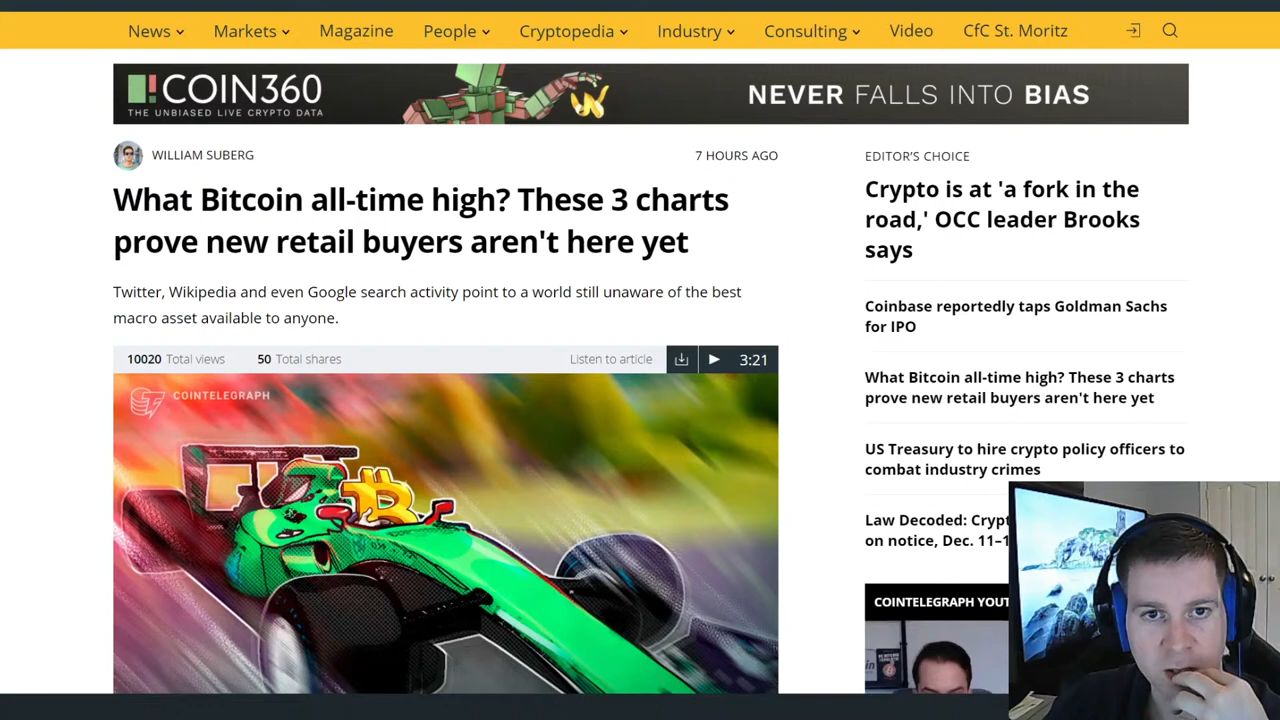 News
Markets
Magazine
People
Cryptopedia
Industry
Consulting
Video
CfC St. Moritz
COIN360
THE UNBIASED LIVE CRYPTO DATA
NEVER FALLS INTO BIAS
WILLIAM SUBERG
7 HOURS AGO
What Bitcoin all-time high? These 3 charts
prove new retail buyers aren't here yet
Twitter, Wikipedia and even Google search activity point to a world still unaware of the best
macro asset available to anyone.
10020 Total views
50 Total shares
Listen to article
3:21
COINTELEGRAPH
EDITOR'S CHOICE
Crypto is at 'a fork in the
road,' OCC leader Brooks
says
Coinbase reportedly taps Goldman Sachs
for IPO
What Bitcoin all-time high? These 3 charts
prove new retail buyers aren't here yet
US Treasury to hire crypto policy officers to
combat industry crimes
Law Decoded: Crypt
on notice, Dec. 11–1
COINTELEGRAPH YOUT